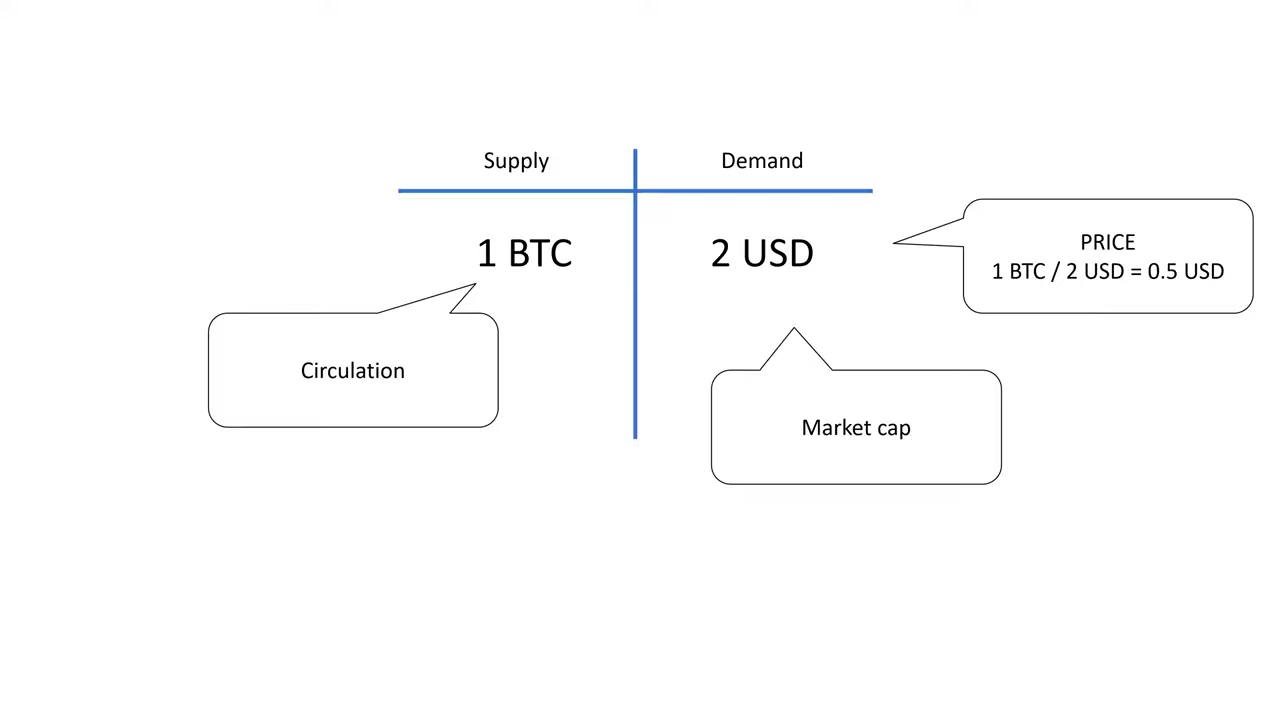 Supply
Demand
1 BTC
2 USD
PRICE
1 BTC / 2 USD = 0.5 USD
Circulation
Market cap